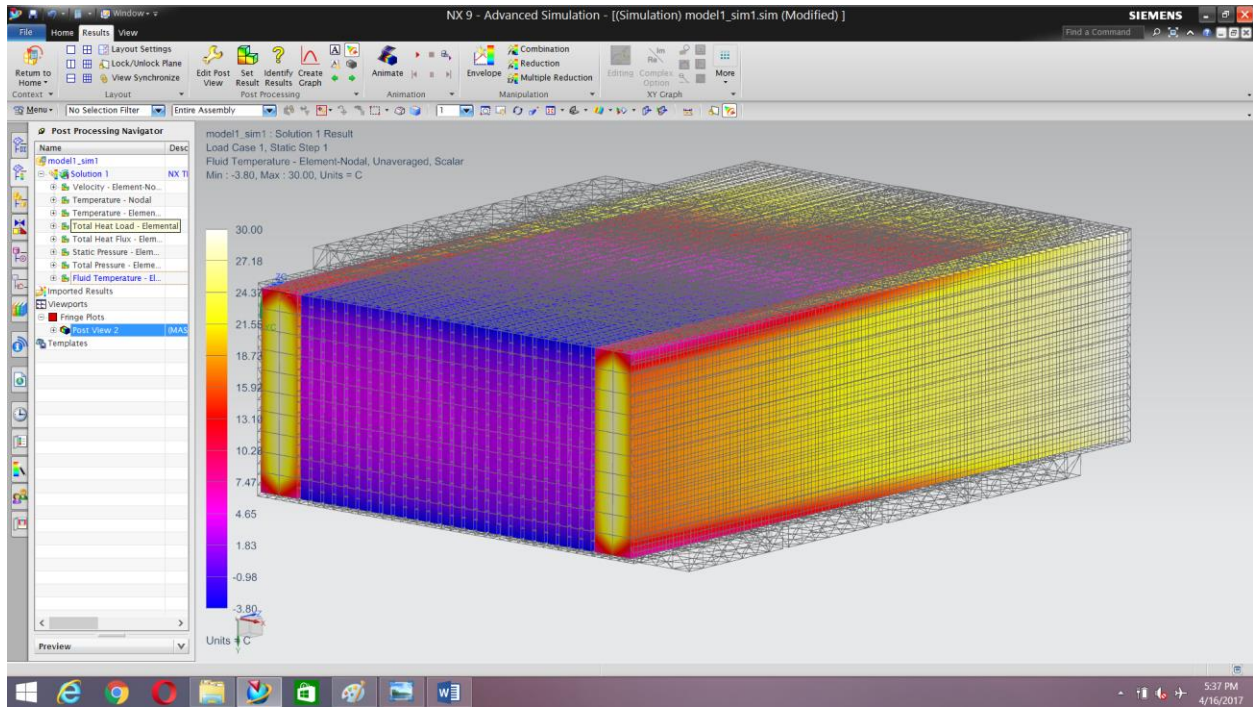 Window
NX 9 - Advanced Simulation - [(Simulation) model1_sim1.sim (Modified) ]
SIEMENS
File Home Results View
Find a Command
Return to Home
Context
Layout Settings
Lock/Unlock Plane
View Synchronize
Layout
Edit Post View
Set Result
Identify Results
Create Graph
Post Processing
Animate
Animation
Envelope
Combination
Reduction
Multiple Reduction
Manipulation
Editing
Complex Option
Im
Re
XY Graph
More
Menu
No Selection Filter
Entire Assembly
1
Post Processing Navigator
Name Desc
model1_sim1
Solution 1 NX T
Velocity - Element-No...
Temperature - Nodal
Temperature - Elemen...
Total Heat Load - Elemental
Total Heat Flux - Elem...
Static Pressure - Elem...
Total Pressure - Eleme...
Fluid Temperature - El...
Imported Results
Viewports
Fringe Plots
Post View 2 (MAS
Templates
Preview
model1_sim1 : Solution 1 Result
Load Case 1, Static Step 1
Fluid Temperature - Element-Nodal, Unaveraged, Scalar
Min : -3.80, Max : 30.00, Units = C
30.00
27.18
24.37
21.55
18.73
15.92
13.10
10.28
7.47
4.65
1.83
-0.98
-3.80
Units = C
5:37 PM
4/16/2017